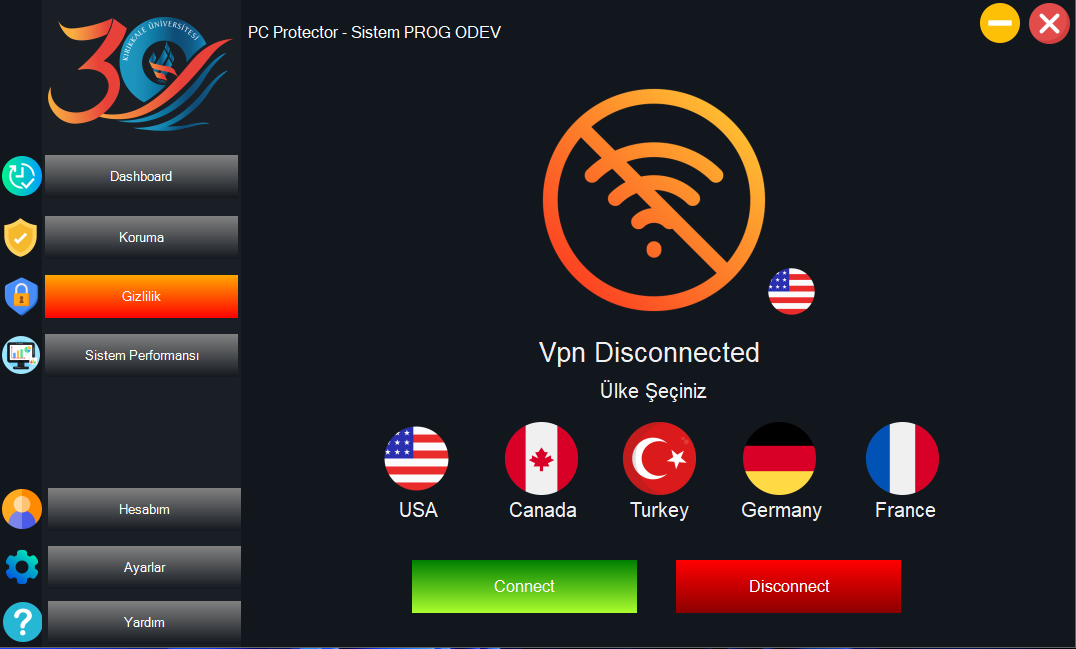 KIRIKKALE ÜNİVERSİTESİ
30
PC Protector - Sistem PROG ODEV
Dashboard
Koruma
Gizlilik
Sistem Performansı
Hesabım
Ayarlar
Yardım
Vpn Disconnected
Ülke Şeçiniz
USA
Canada
Turkey
Germany
France
Connect
Disconnect